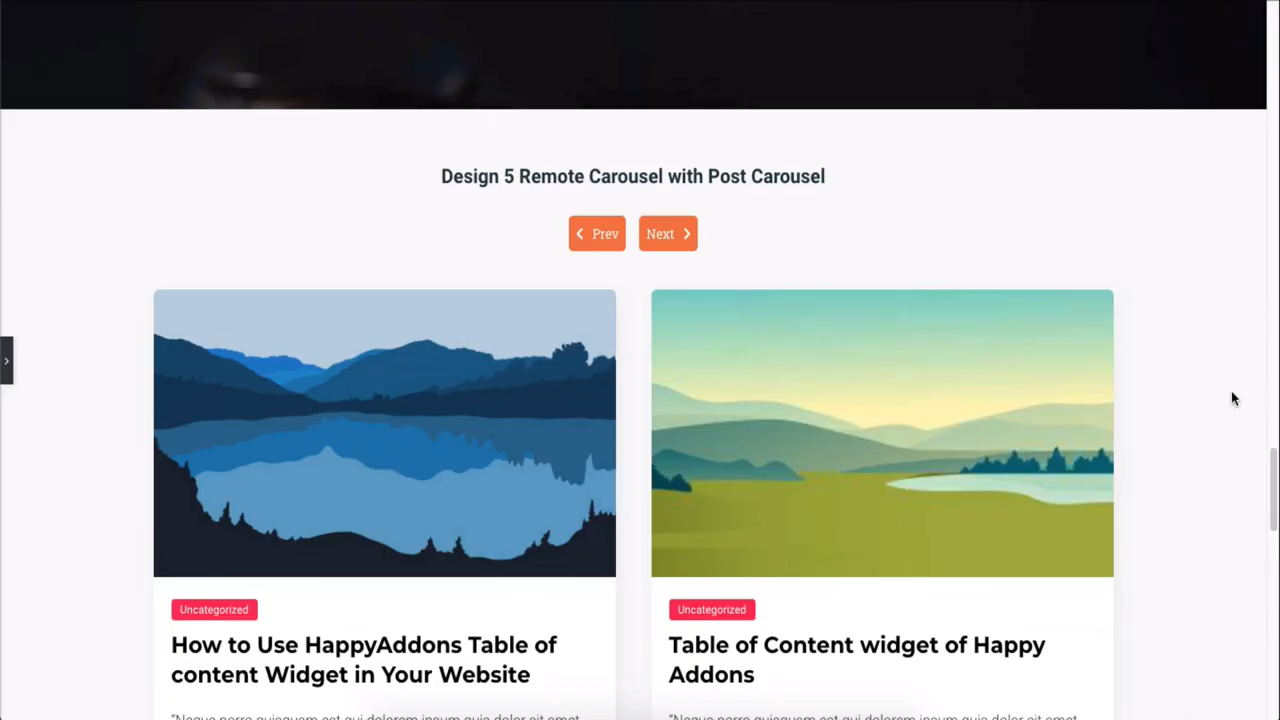 Design 5 Remote Carousel with Post Carousel
Prev
Next
Uncategorized
How to Use HappyAddons Table of
content Widget in Your Website
Uncategorized
Table of Content widget of Happy
Addons